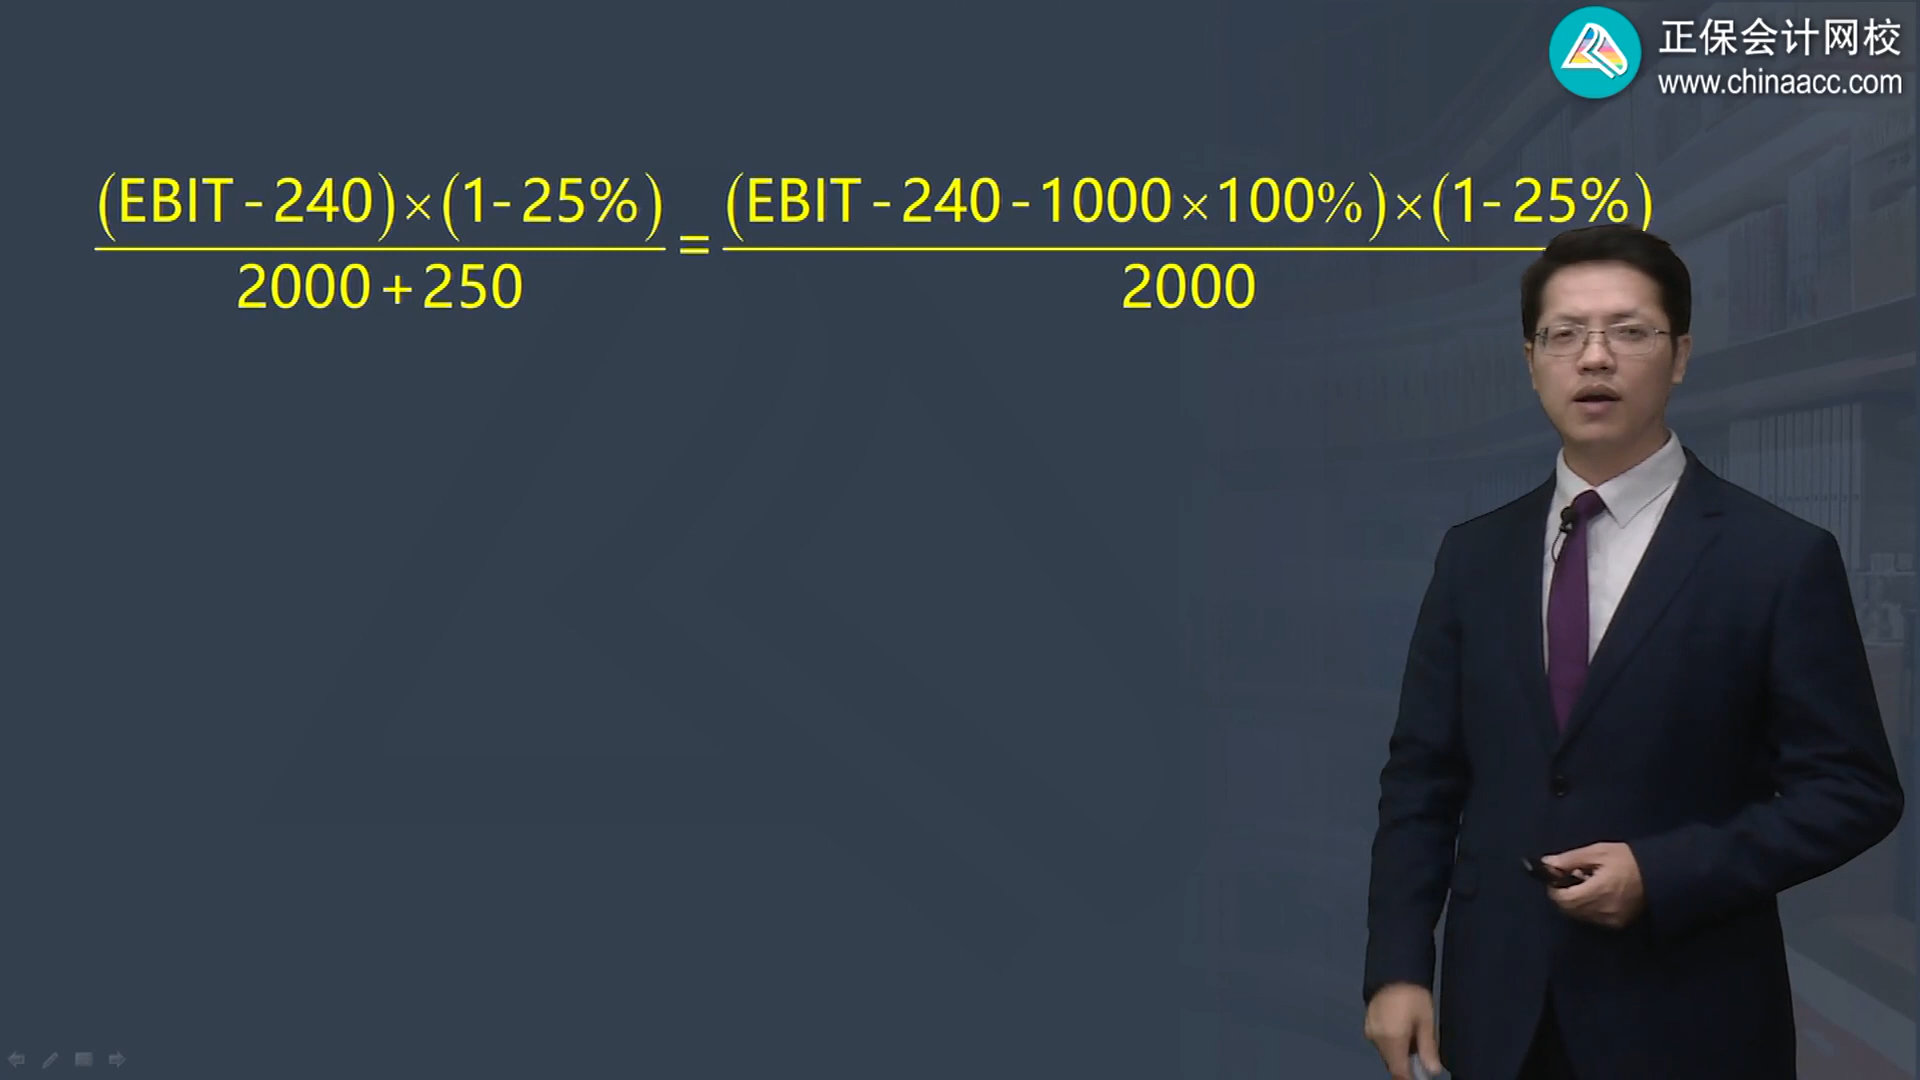 正保会计网校
www.chinaacc.com
(EBIT-240)×(1-25%) / 2000+250 = (EBIT-240-1000×100%)×(1-25%) / 2000